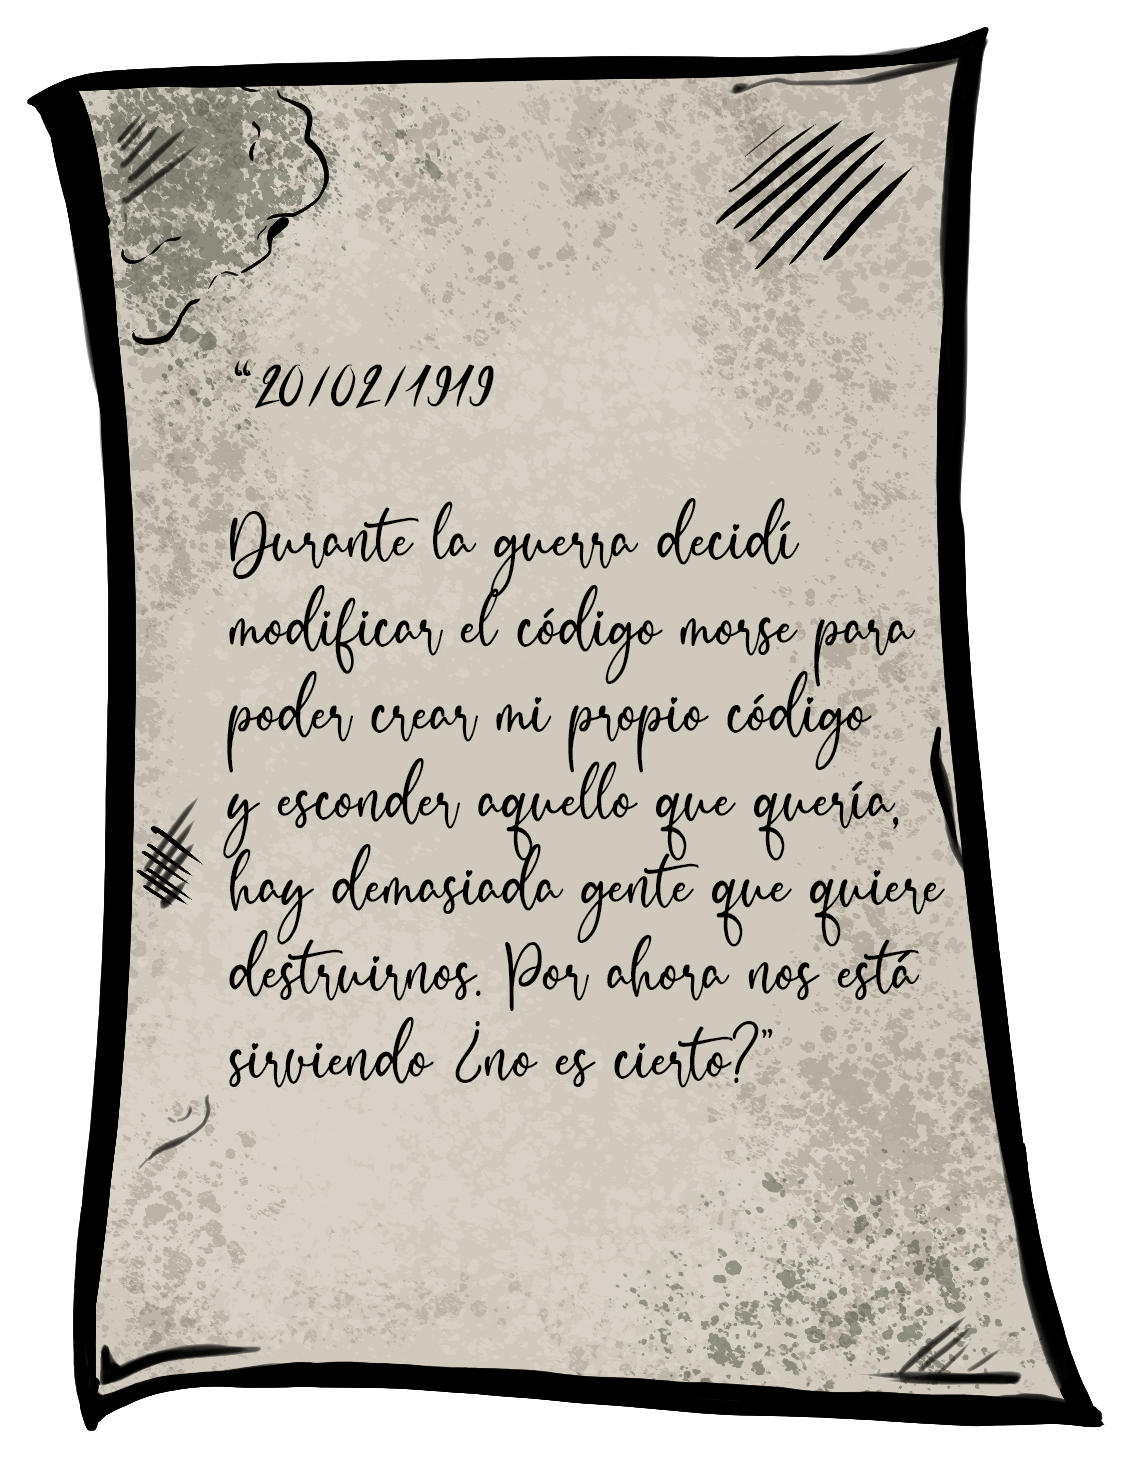 “20/02/1919
Durante la guerra decidí
modificar el código morse para
poder crear mi propio código
y esconder aquello que quería,
hay demasiada gente que quiere
destruirnos. Por ahora nos está
sirviendo ¿no es cierto?”